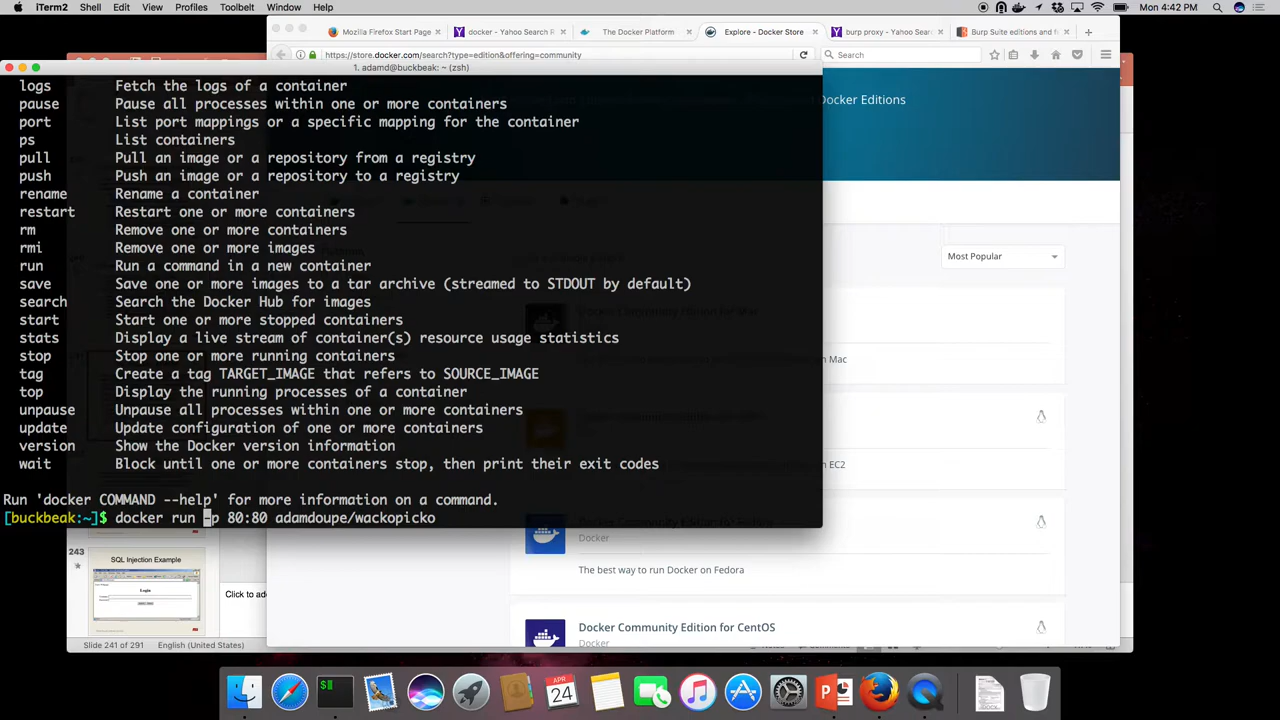 iTerm2 Shell Edit View Profiles Toolbelt Window Help
Mon 4:42 PM
Mozilla Firefox Start Page
docker - Yahoo Search R
The Docker Platform
Explore - Docker Store
burp proxy - Yahoo Searc
Burp Suite editions and f
https://store.docker.com/search?type=edition&offering=community
Search
1. adamd@buckbeak: ~ (zsh)
logs Fetch the logs of a container
pause Pause all processes within one or more containers
port List port mappings or a specific mapping for the container
ps List containers
pull Pull an image or a repository from a registry
push Push an image or a repository to a registry
rename Rename a container
restart Restart one or more containers
rm Remove one or more containers
rmi Remove one or more images
run Run a command in a new container
save Save one or more images to a tar archive (streamed to STDOUT by default)
search Search the Docker Hub for images
start Start one or more stopped containers
stats Display a live stream of container(s) resource usage statistics
stop Stop one or more running containers
tag Create a tag TARGET_IMAGE that refers to SOURCE_IMAGE
top Display the running processes of a container
unpause Unpause all processes within one or more containers
update Update configuration of one or more containers
version Show the Docker version information
wait Block until one or more containers stop, then print their exit codes
Run 'docker COMMAND --help' for more information on a command.
[buckbeak:~]$ docker run -p 80:80 adamdoupe/wackopicko
Docker Editions
Most Popular
on Mac
on EC2
Docker
The best way to run Docker on Fedora
Docker Community Edition for CentOS
Docker
243
SQL Injection Example
Login
Click to add
Slide 241 of 291 English (United States)
APR
24